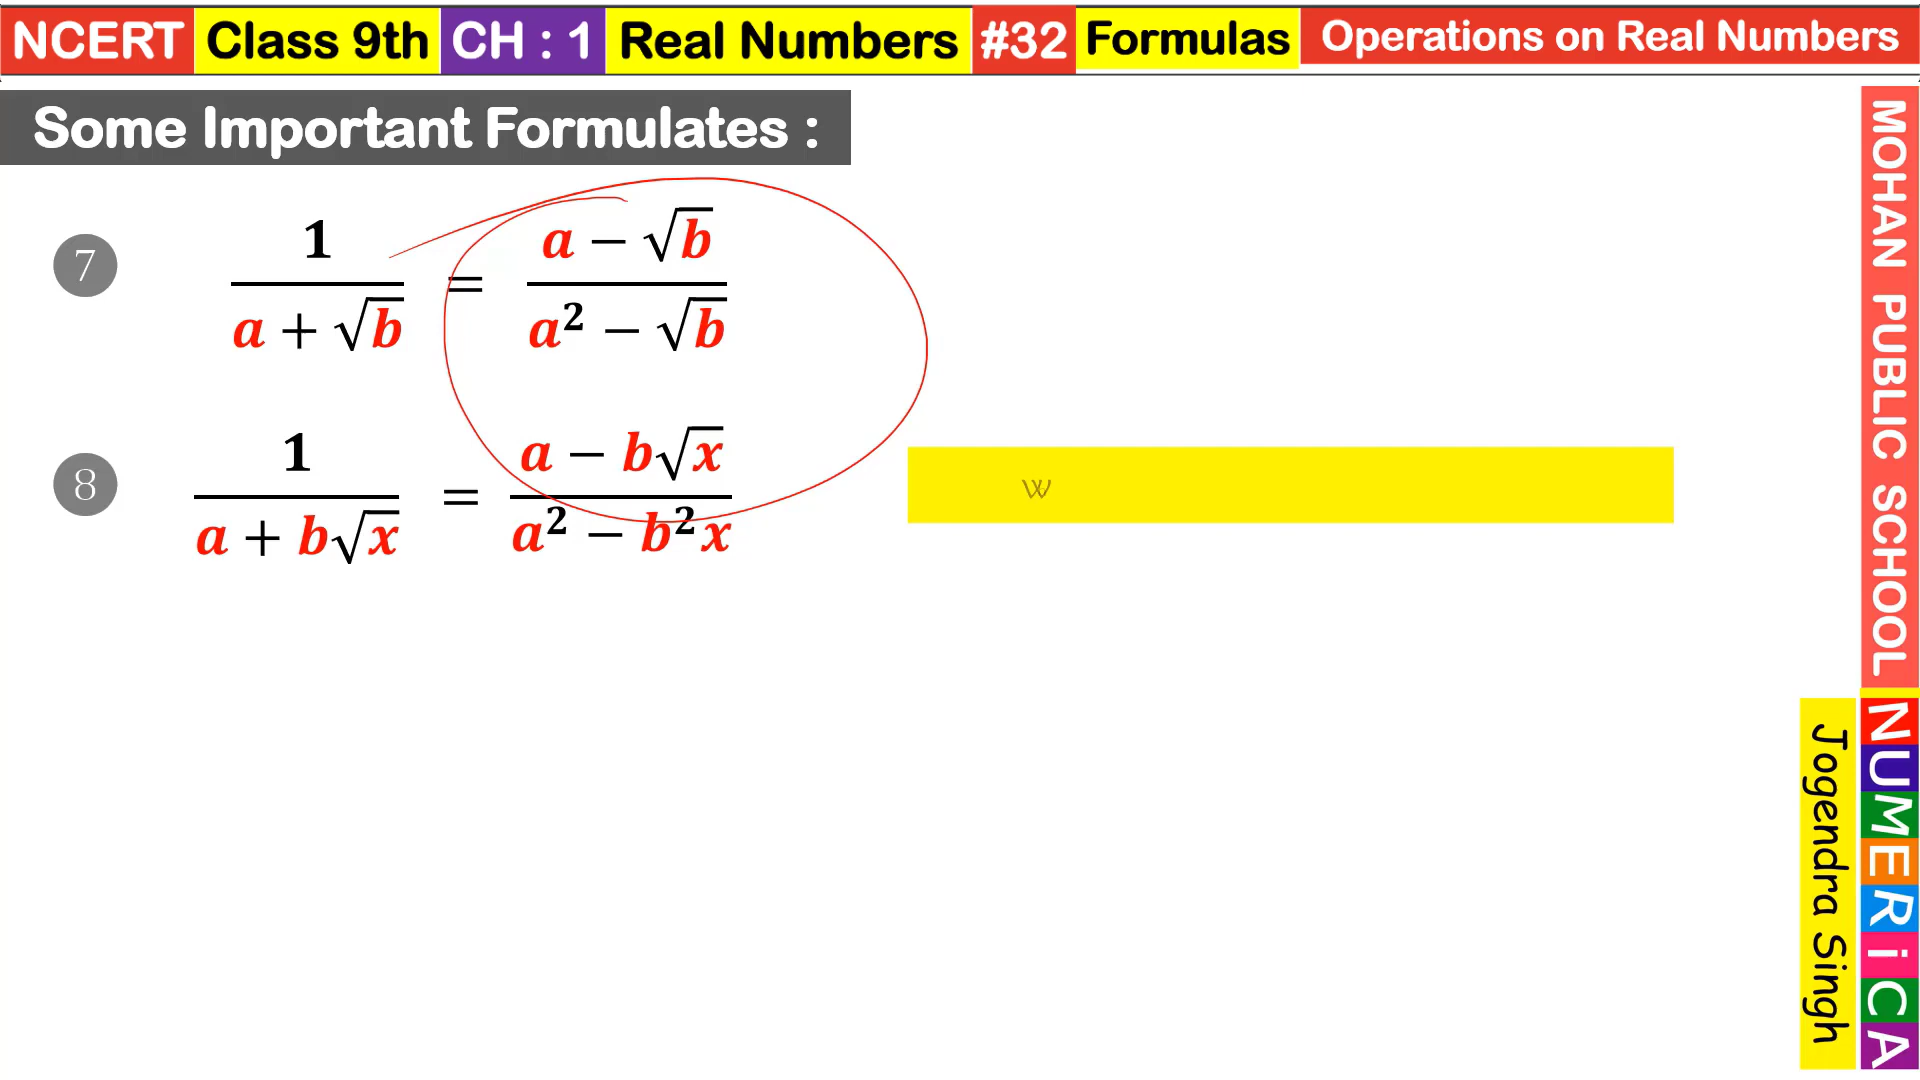 NCERT Class 9th CH : 1 Real Numbers #32 Formulas Operations on Real Numbers
Some Important Formulates :
7 1/(a + √b) = (a − √b)/(a² − √b)
8 1/(a + b√x) = (a − b√x)/(a² − b²x)
w
MOHAN PUBLIC SCHOOL
NUMERiCA
Jogendra Singh